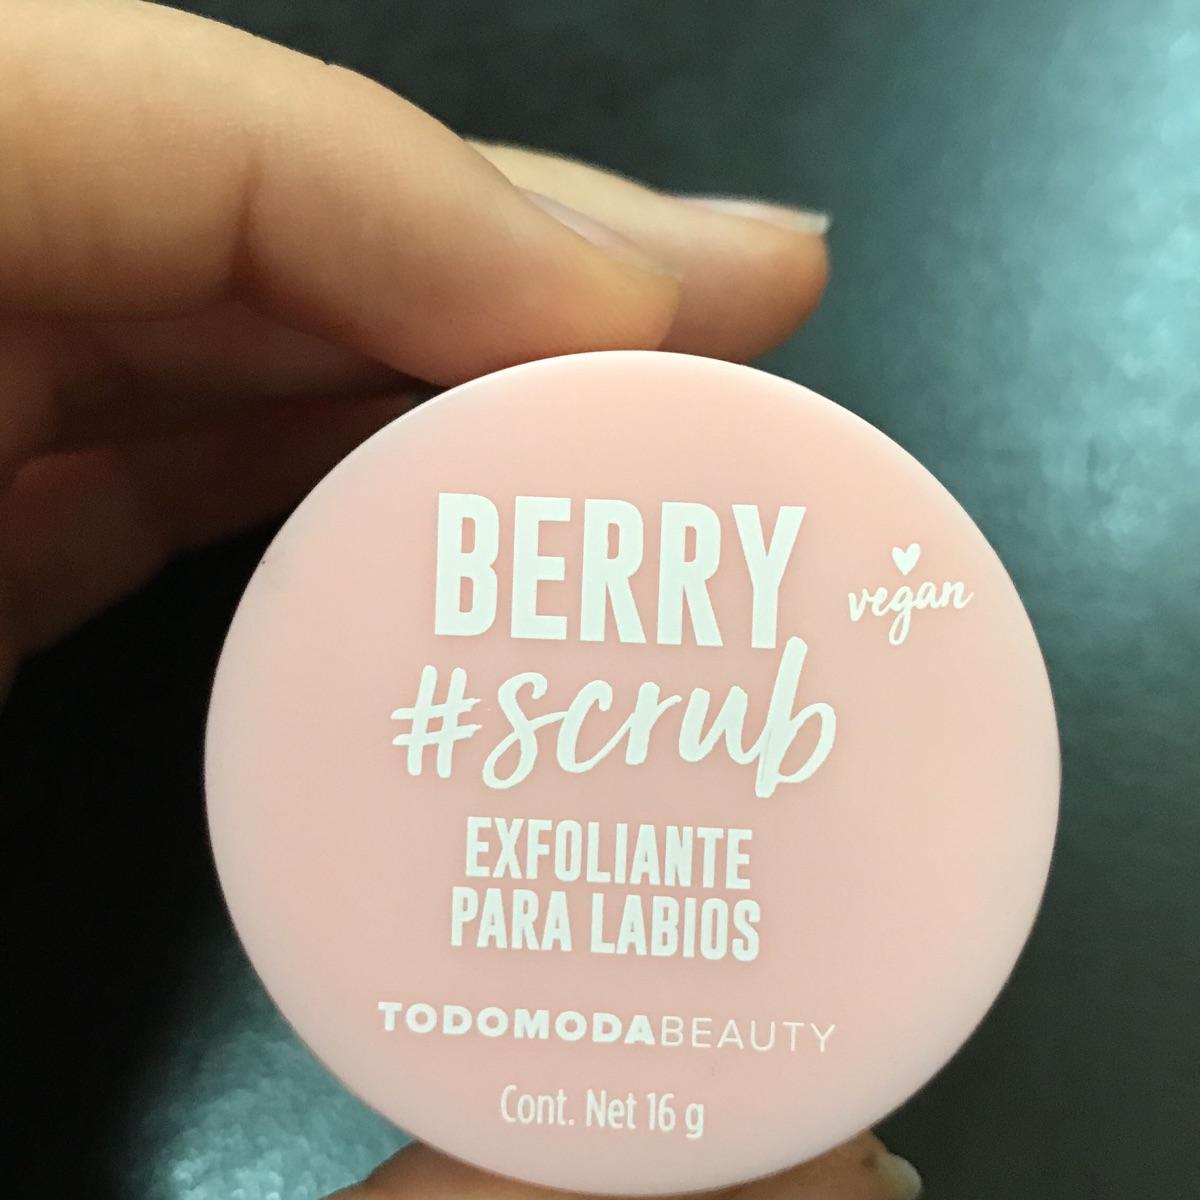 BERRY
vegan
#scrub
EXFOLIANTE
PARA LABIOS
TODOMODABEAUTY
Cont. Net 16 g